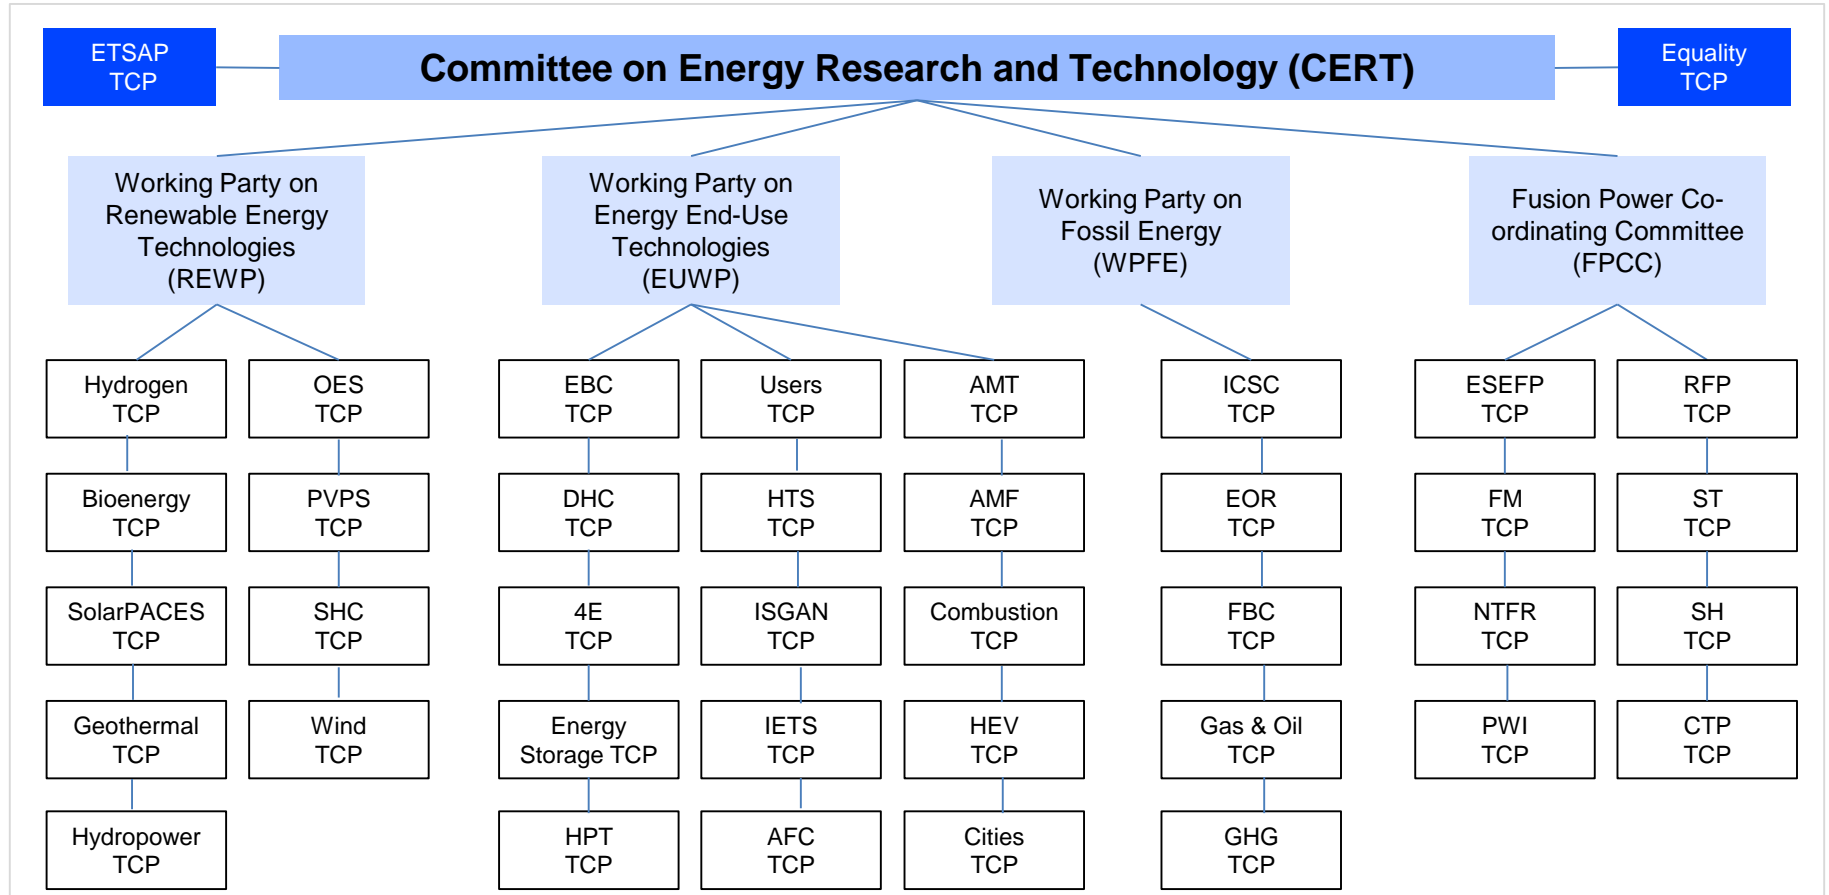 ETSAP
TCP
Committee on Energy Research and Technology (CERT)
Equality
TCP
Working Party on
Renewable Energy
Technologies
(REWP)
Working Party on
Energy End-Use
Technologies
(EUWP)
Working Party on
Fossil Energy
(WPFE)
Fusion Power Co-
ordinating Committee
(FPCC)
Hydrogen
TCP
OES
TCP
EBC
TCP
Users
TCP
AMT
TCP
ICSC
TCP
ESEFP
TCP
RFP
TCP
Bioenergy
TCP
PVPS
TCP
DHC
TCP
HTS
TCP
AMF
TCP
EOR
TCP
FM
TCP
ST
TCP
SolarPACES
TCP
SHC
TCP
4E
TCP
ISGAN
TCP
Combustion
TCP
FBC
TCP
NTFR
TCP
SH
TCP
Geothermal
TCP
Wind
TCP
Energy
Storage TCP
IETS
TCP
HEV
TCP
Gas & Oil
TCP
PWI
TCP
CTP
TCP
Hydropower
TCP
HPT
TCP
AFC
TCP
Cities
TCP
GHG
TCP